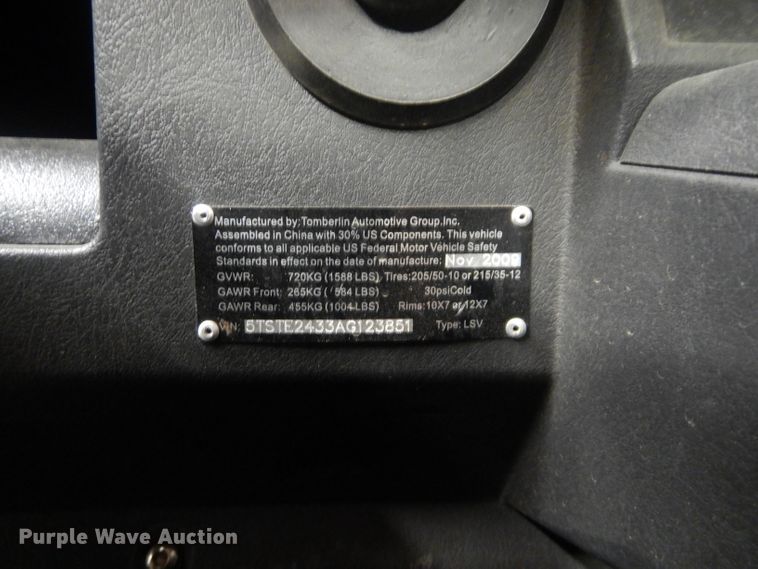 Manufactured by:Tomberlin Automotive Group.Inc.
Assembled in China with 30% US Components. This vehicle
conforms to all applicable US Federal Motor Vehicle Safety
Standards in effect on the date of manufacture: Nov. 2009
GVWR: 720KG (1588 LBS) Tires:205/50-10 or 215/35-12
GAWR Front: 265KG ( 584 LBS) 30psiCold
GAWR Rear: 455KG (1004 LBS) Rims:10X7 or 12X7
VIN: 5TSTE2433AG123851 Type: LSV
Purple Wave Auction